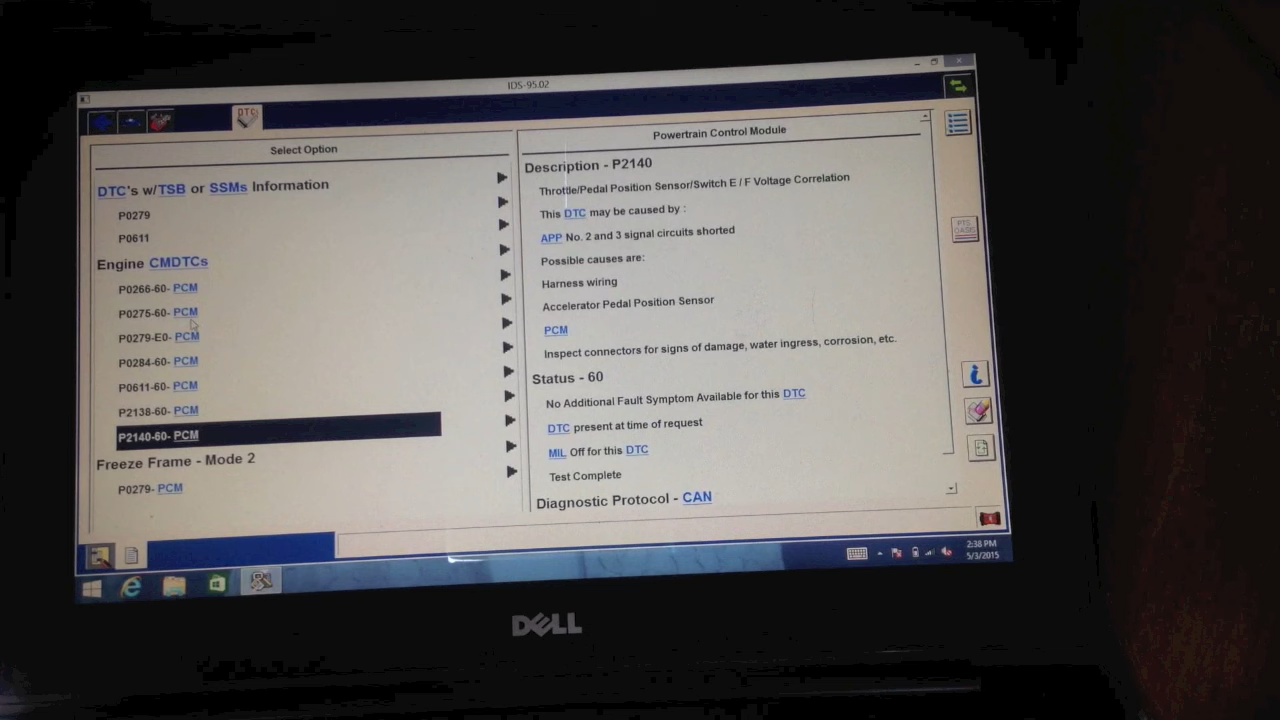 IDS-95.02
DTC
Select Option
DTC's w/TSB or SSMs Information
P0279
P0611
Engine CMDTCs
P0266-60- PCM
P0275-60- PCM
P0279-E0- PCM
P0284-60- PCM
P0611-60- PCM
P2138-60- PCM
P2140-60- PCM
Freeze Frame - Mode 2
P0279- PCM
Powertrain Control Module
Description - P2140
Throttle/Pedal Position Sensor/Switch E / F Voltage Correlation
This DTC may be caused by :
APP No. 2 and 3 signal circuits shorted
Possible causes are:
Harness wiring
Accelerator Pedal Position Sensor
PCM
Inspect connectors for signs of damage, water ingress, corrosion, etc.
Status - 60
No Additional Fault Symptom Available for this DTC
DTC present at time of request
MIL Off for this DTC
Test Complete
Diagnostic Protocol - CAN
PTS
OASIS
2:38 PM
5/3/2015
DELL